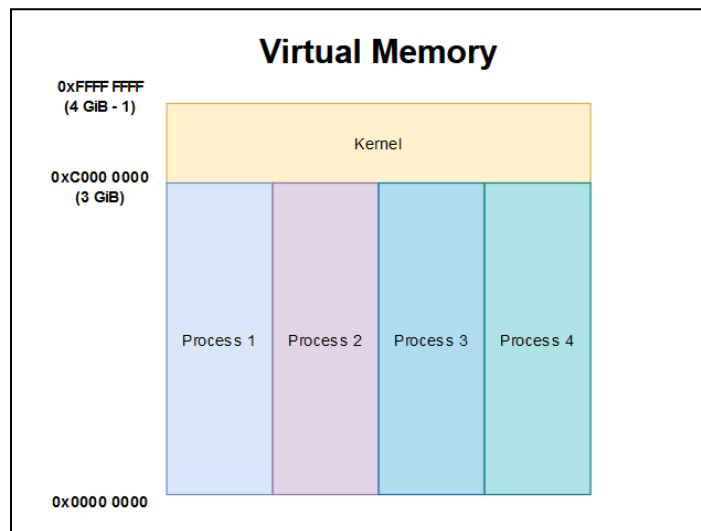 Virtual Memory
0xFFFF FFFF
(4 GiB - 1)
Kernel
0xC000 0000
(3 GiB)
Process 1
Process 2
Process 3
Process 4
0x0000 0000